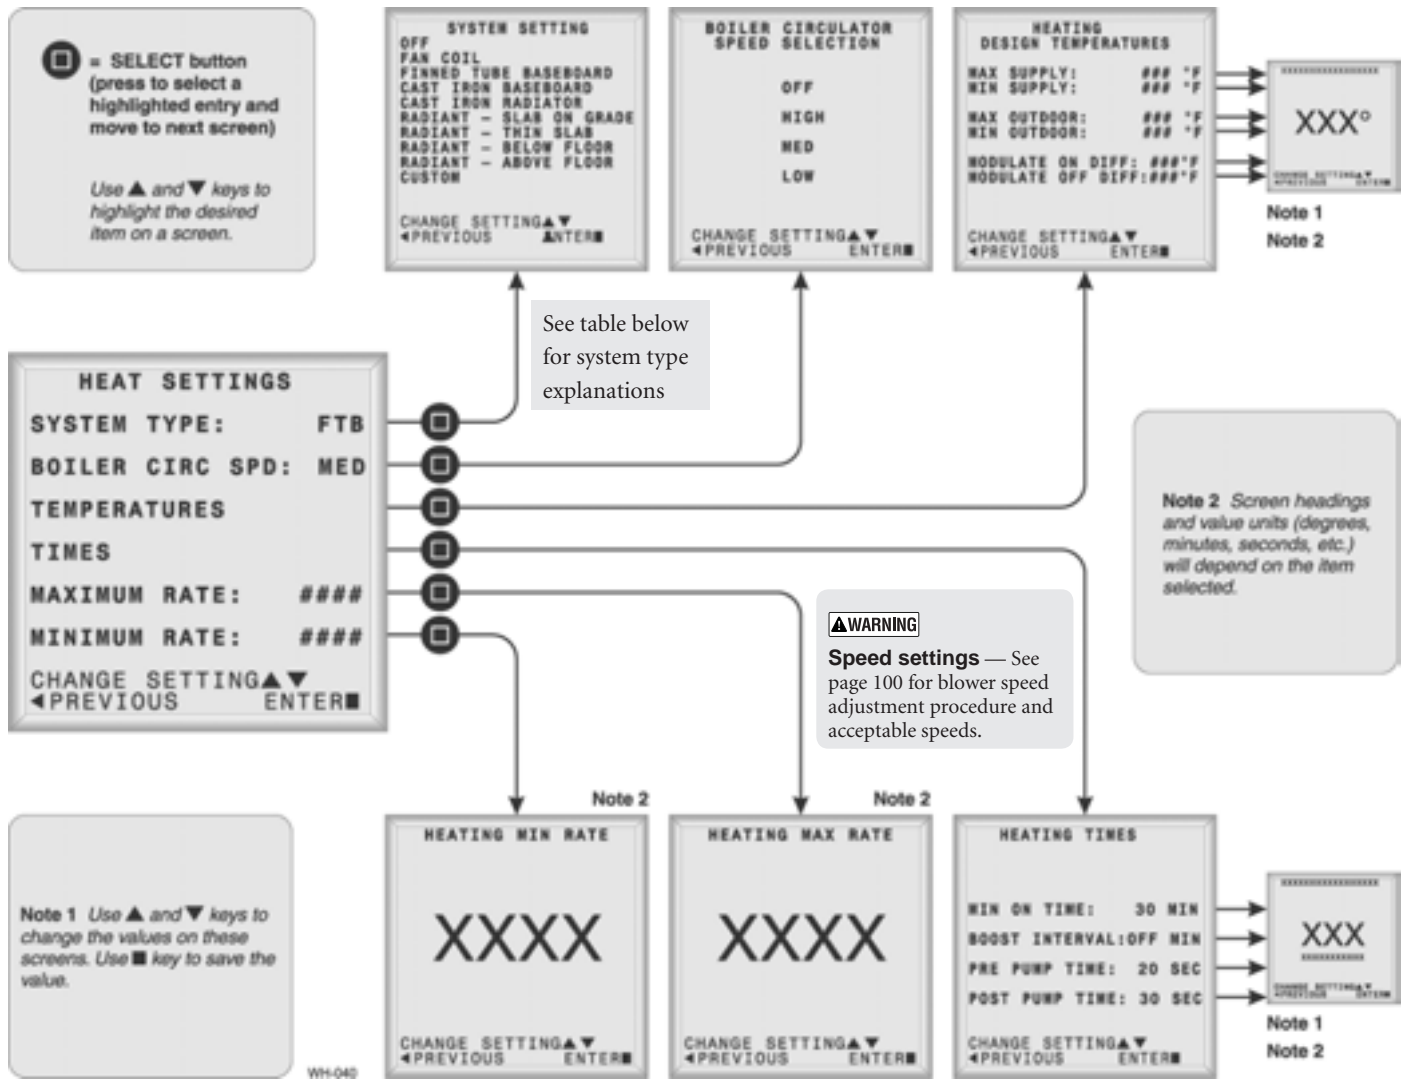 = SELECT button
(press to select a
highlighted entry and
move to next screen)
Use ▲ and ▼ keys to
highlight the desired
item on a screen.
SYSTEM SETTING
OFF
FAN COIL
FINNED TUBE BASEBOARD
CAST IRON BASEBOARD
CAST IRON RADIATOR
RADIANT – SLAB ON GRADE
RADIANT – THIN SLAB
RADIANT – BELOW FLOOR
RADIANT – ABOVE FLOOR
CUSTOM
CHANGE SETTING▲▼
◄PREVIOUS ▲NTER■
BOILER CIRCULATOR
SPEED SELECTION
OFF
HIGH
MED
LOW
CHANGE SETTING▲▼
◄PREVIOUS ENTER■
HEATING
DESIGN TEMPERATURES
MAX SUPPLY: ### °F
MIN SUPPLY: ### °F
MAX OUTDOOR: ### °F
MIN OUTDOOR: ### °F
MODULATE ON DIFF: ###°F
MODULATE OFF DIFF:###°F
CHANGE SETTING▲▼
◄PREVIOUS ENTER■
XXX°
CHANGE SETTING▲▼
◄PREVIOUS ENTER■
Note 1
Note 2
See table below
for system type
explanations
HEAT SETTINGS
SYSTEM TYPE: FTB
BOILER CIRC SPD: MED
TEMPERATURES
TIMES
MAXIMUM RATE: ####
MINIMUM RATE: ####
CHANGE SETTING▲▼
◄PREVIOUS ENTER■
Note 2 Screen headings
and value units (degrees,
minutes, seconds, etc.)
will depend on the item
selected.
▲WARNING
Speed settings — See
page 100 for blower speed
adjustment procedure and
acceptable speeds.
Note 1 Use ▲ and ▼ keys to
change the values on these
screens. Use ■ key to save the
value.
WH-040
Note 2
HEATING MIN RATE
XXXX
CHANGE SETTING▲▼
◄PREVIOUS ENTER■
Note 2
HEATING MAX RATE
XXXX
CHANGE SETTING▲▼
◄PREVIOUS ENTER■
HEATING TIMES
MIN ON TIME: 30 MIN
BOOST INTERVAL:OFF MIN
PRE PUMP TIME: 20 SEC
POST PUMP TIME: 30 SEC
CHANGE SETTING▲▼
◄PREVIOUS ENTER■
XXX
CHANGE SETTING▲▼
◄PREVIOUS ENTER■
Note 1
Note 2